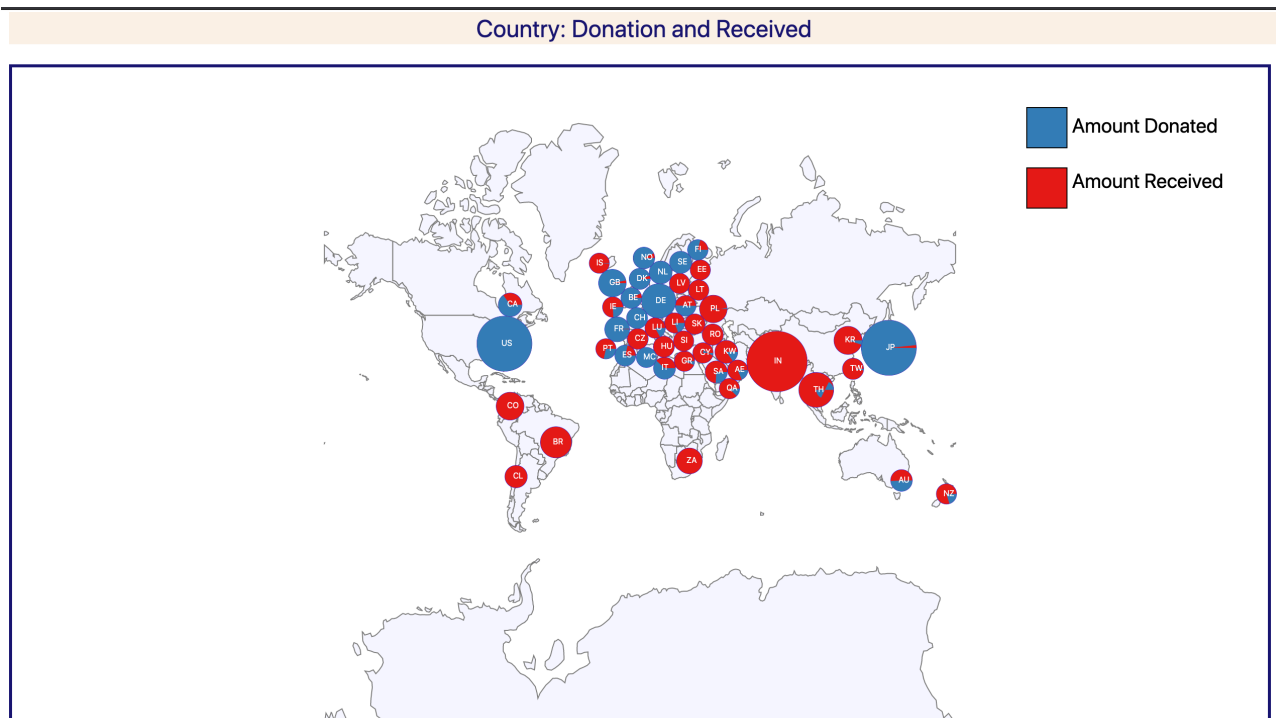 Country: Donation and Received
Amount Donated
Amount Received
FI
NO
IS
SE
EE
NL
DK
GB
LV
LT
BE
DE
CA
IE
AT
PL
CH
LI
SK
LU
FR
RO
CZ
SI
KR
US
HU
JP
PT
CY
KW
ES
MC
GR
IN
IT
SA
AE
TW
QA
TH
CO
BR
ZA
CL
AU
NZ